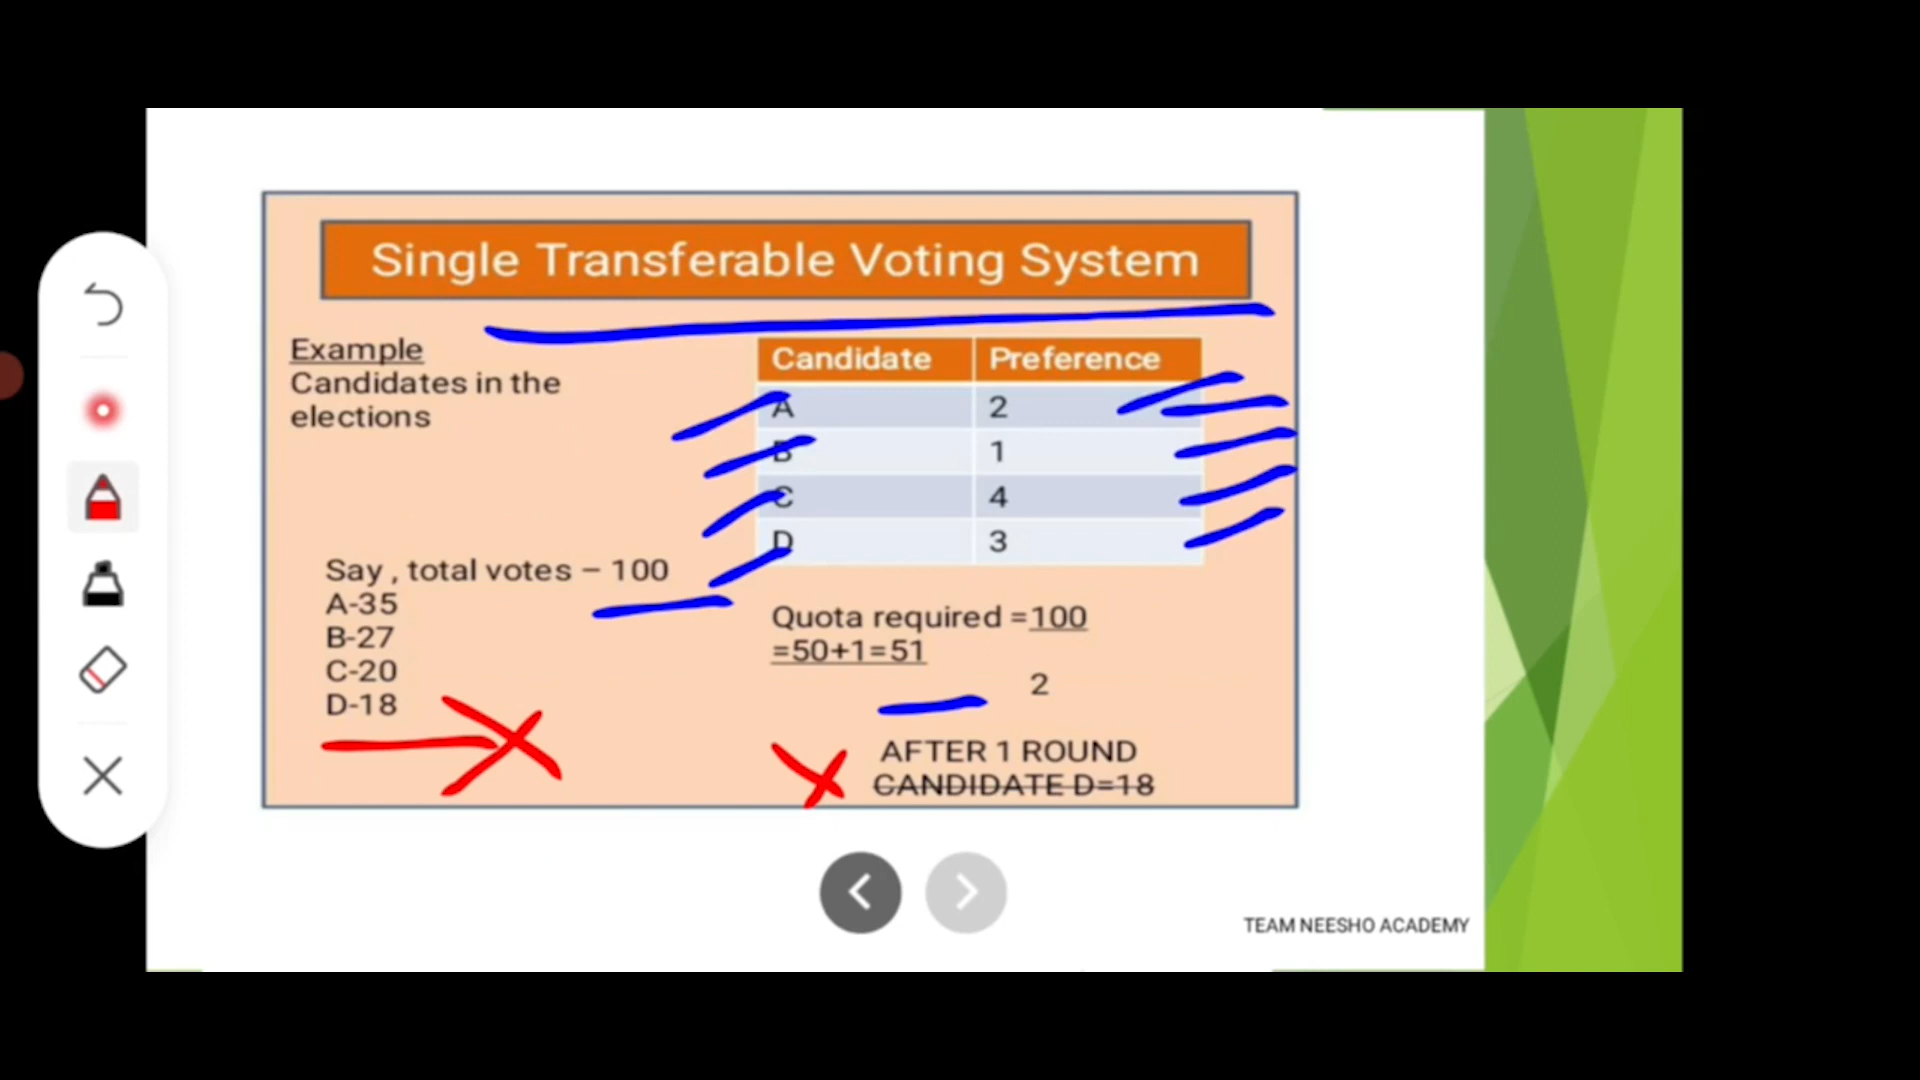 Single Transferable Voting System
Example
Candidates in the
elections
Candidate Preference
A 2
B 1
C 4
D 3
Say , total votes – 100
A-35
B-27
C-20
D-18
Quota required =100
=50+1=51
2
AFTER 1 ROUND
CANDIDATE D=18
TEAM NEESHO ACADEMY